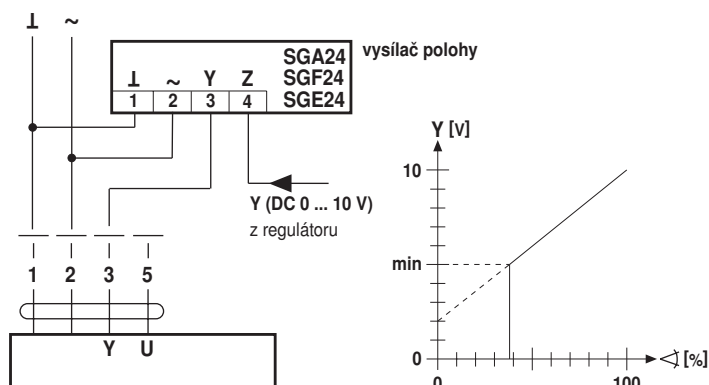 ⊥ ~
SGA24
SGF24
SGE24
vysílač polohy
⊥ ~ Y Z
1 2 3 4
Y (DC 0 ... 10 V)
z regulátoru
1 2 3 5
Y U
Y [V]
10
min
0
0 100
[%]